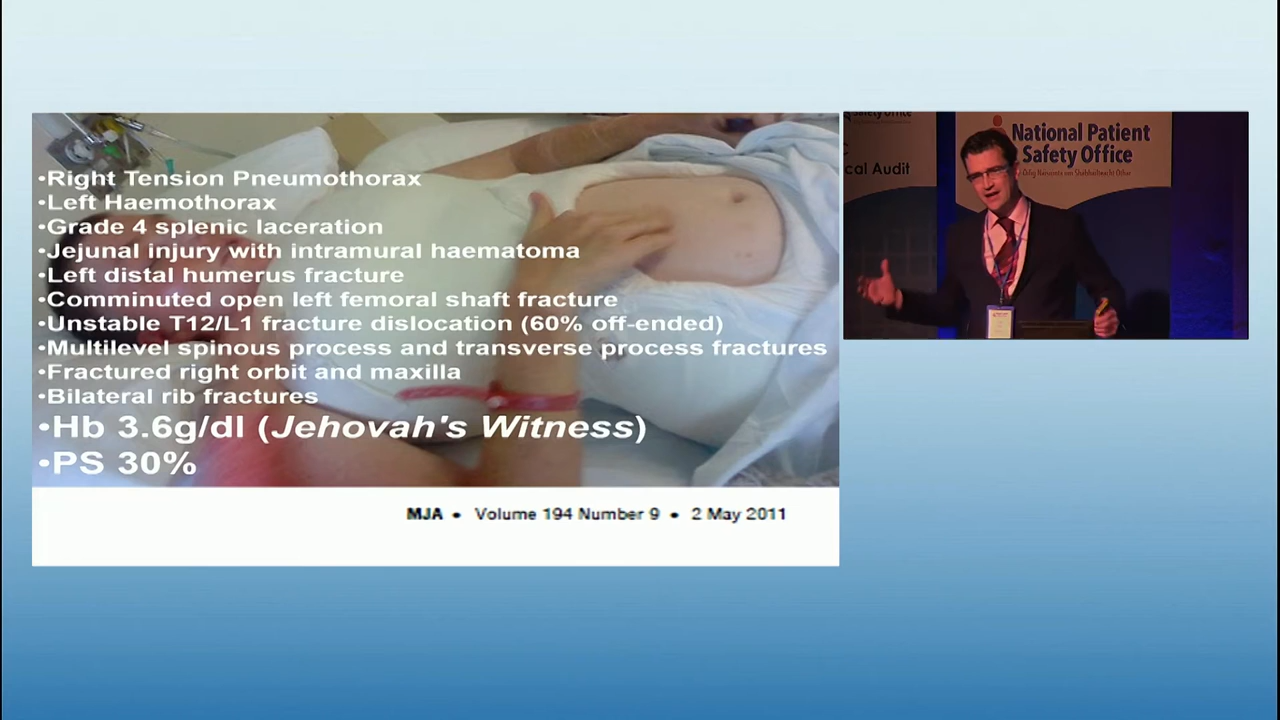 •Right Tension Pneumothorax
•Left Haemothorax
•Grade 4 splenic laceration
•Jejunal injury with intramural haematoma
•Left distal humerus fracture
•Comminuted open left femoral shaft fracture
•Unstable T12/L1 fracture dislocation (60% off-ended)
•Multilevel spinous process and transverse process fractures
•Fractured right orbit and maxilla
•Bilateral rib fractures
•Hb 3.6g/dl (Jehovah's Witness)
•PS 30%
MJA • Volume 194 Number 9 • 2 May 2011
Safety Office
cal Audit
National Patient
Safety Office